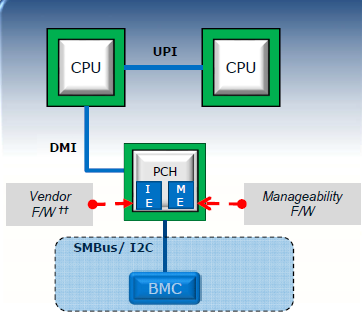 UPI
CPU
CPU
DMI
PCH
I
E
M
E
Vendor
F/W ††
Manageability
F/W
SMBus/ I2C
BMC